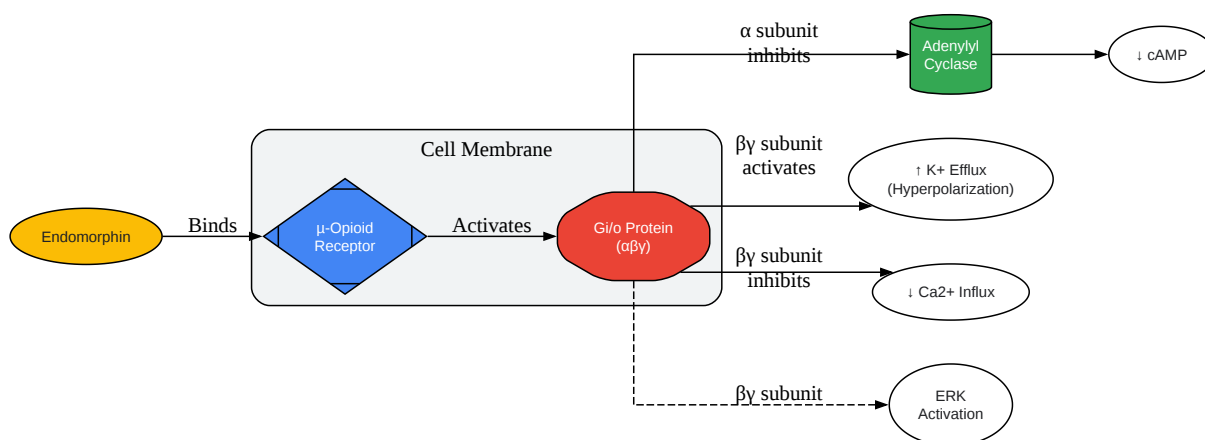 α subunit
inhibits
Adenylyl
Cyclase
↓ cAMP
Cell Membrane
βγ subunit
activates
↑ K+ Efflux
(Hyperpolarization)
Endomorphin
Binds
µ-Opioid
Receptor
Activates
Gi/o Protein
(αβγ)
βγ subunit
inhibits
↓ Ca2+ Influx
βγ subunit
ERK
Activation